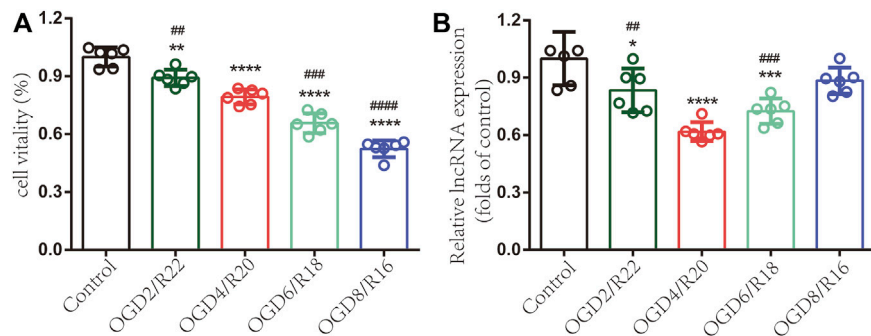 A
cell vitality (%)
1.2
0.9
0.6
0.3
0.0
##
**
****
###
****
####
****
Control
OGD2/R22
OGD4/R20
OGD6/R18
OGD8/R16
B
Relative lncRNA expression
(folds of control)
1.2
0.9
0.6
0.3
0.0
##
*
****
###
***
Control
OGD2/R22
OGD4/R20
OGD6/R18
OGD8/R16